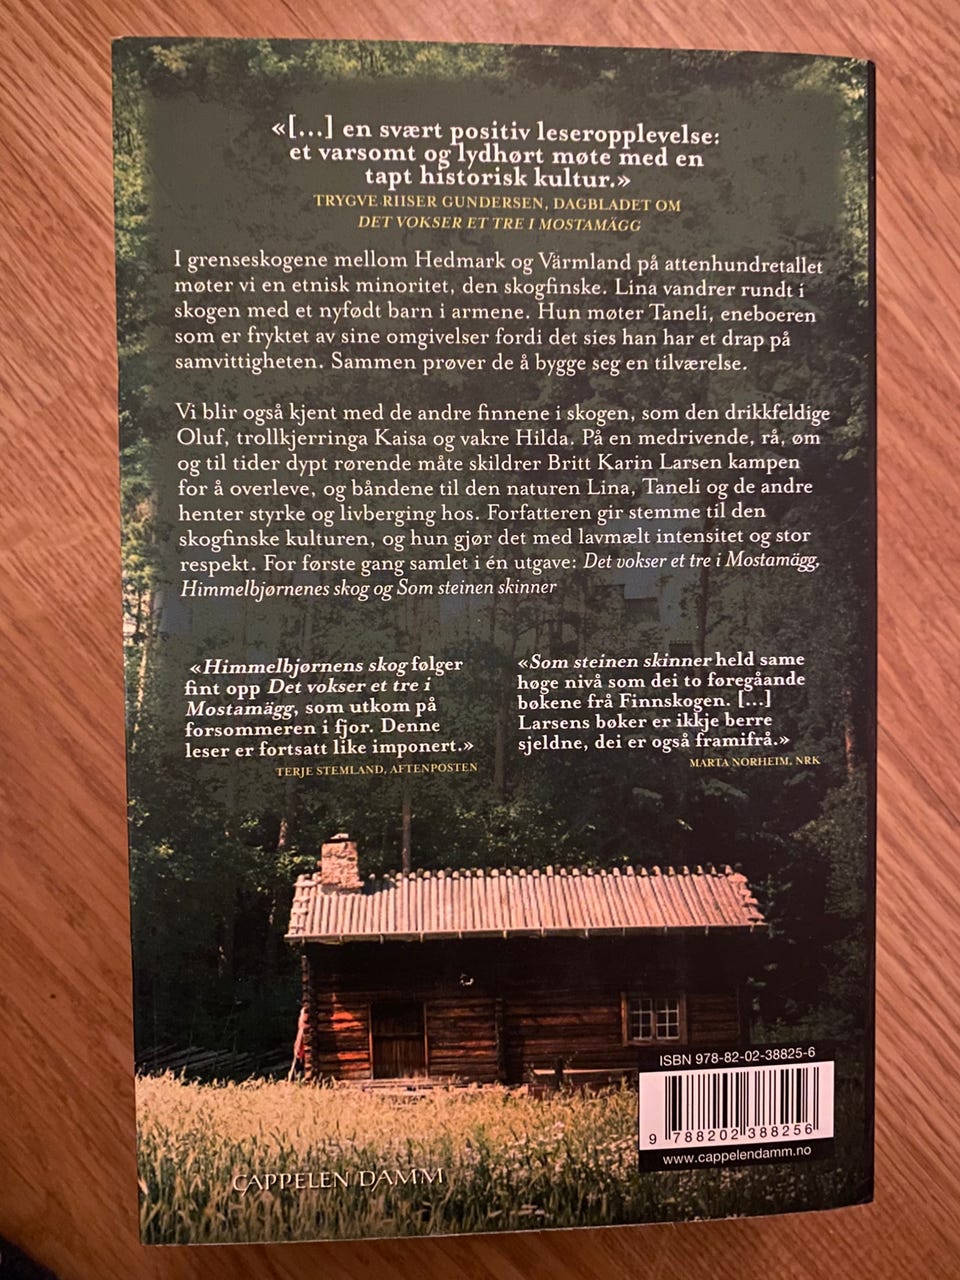 «[...] en svært positiv leseropplevelse:
et varsomt og lydhørt møte med en
tapt historisk kultur.»
TRYGVE RIISER GUNDERSEN, DAGBLADET OM
DET VOKSER ET TRE I MOSTAMÄGG
I grenseskogene mellom Hedmark og Värmland på attenhundretallet
møter vi en etnisk minoritet, den skogfinske. Lina vandrer rundt i
skogen med et nyfødt barn i armene. Hun møter Taneli, eneboeren
som er fryktet av sine omgivelser fordi det sies han har et drap på
samvittigheten. Sammen prøver de å bygge seg en tilværelse.
Vi blir også kjent med de andre finnene i skogen, som den drikkfeldige
Oluf, trollkjerringa Kaisa og vakre Hilda. På en medrivende, rå, øm
og til tider dypt rørende måte skildrer Britt Karin Larsen kampen
for å overleve, og båndene til den naturen Lina, Taneli og de andre
henter styrke og livberging hos. Forfatteren gir stemme til den
skogfinske kulturen, og hun gjør det med lavmælt intensitet og stor
respekt. For første gang samlet i én utgave: Det vokser et tre i Mostamägg,
Himmelbjørnenes skog og Som steinen skinner
«Himmelbjørnens skog følger
fint opp Det vokser et tre i
Mostamägg, som utkom på
forsommeren i fjor. Denne
leser er fortsatt like imponert.»
TERJE STEMLAND, AFTENPOSTEN
«Som steinen skinner held same
høge nivå som dei to føregåande
bøkene frå Finnskogen. [...]
Larsens bøker er ikkje berre
sjeldne, dei er også framifrå.»
MARTA NORHEIM, NRK
ISBN 978-82-02-38825-6
9 788202 388256
www.cappelendamm.no
CAPPELEN DAMM